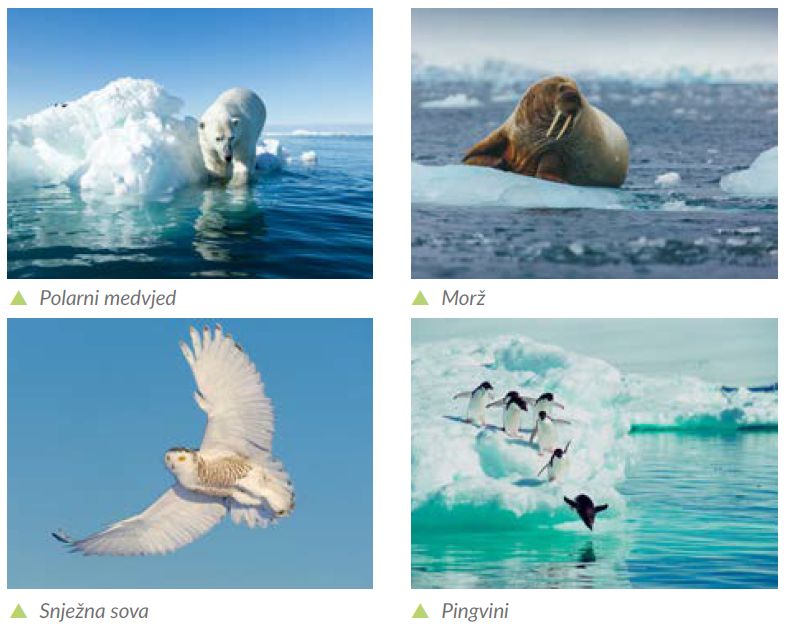 Polarni medvjed
Morž
Snježna sova
Pingvini